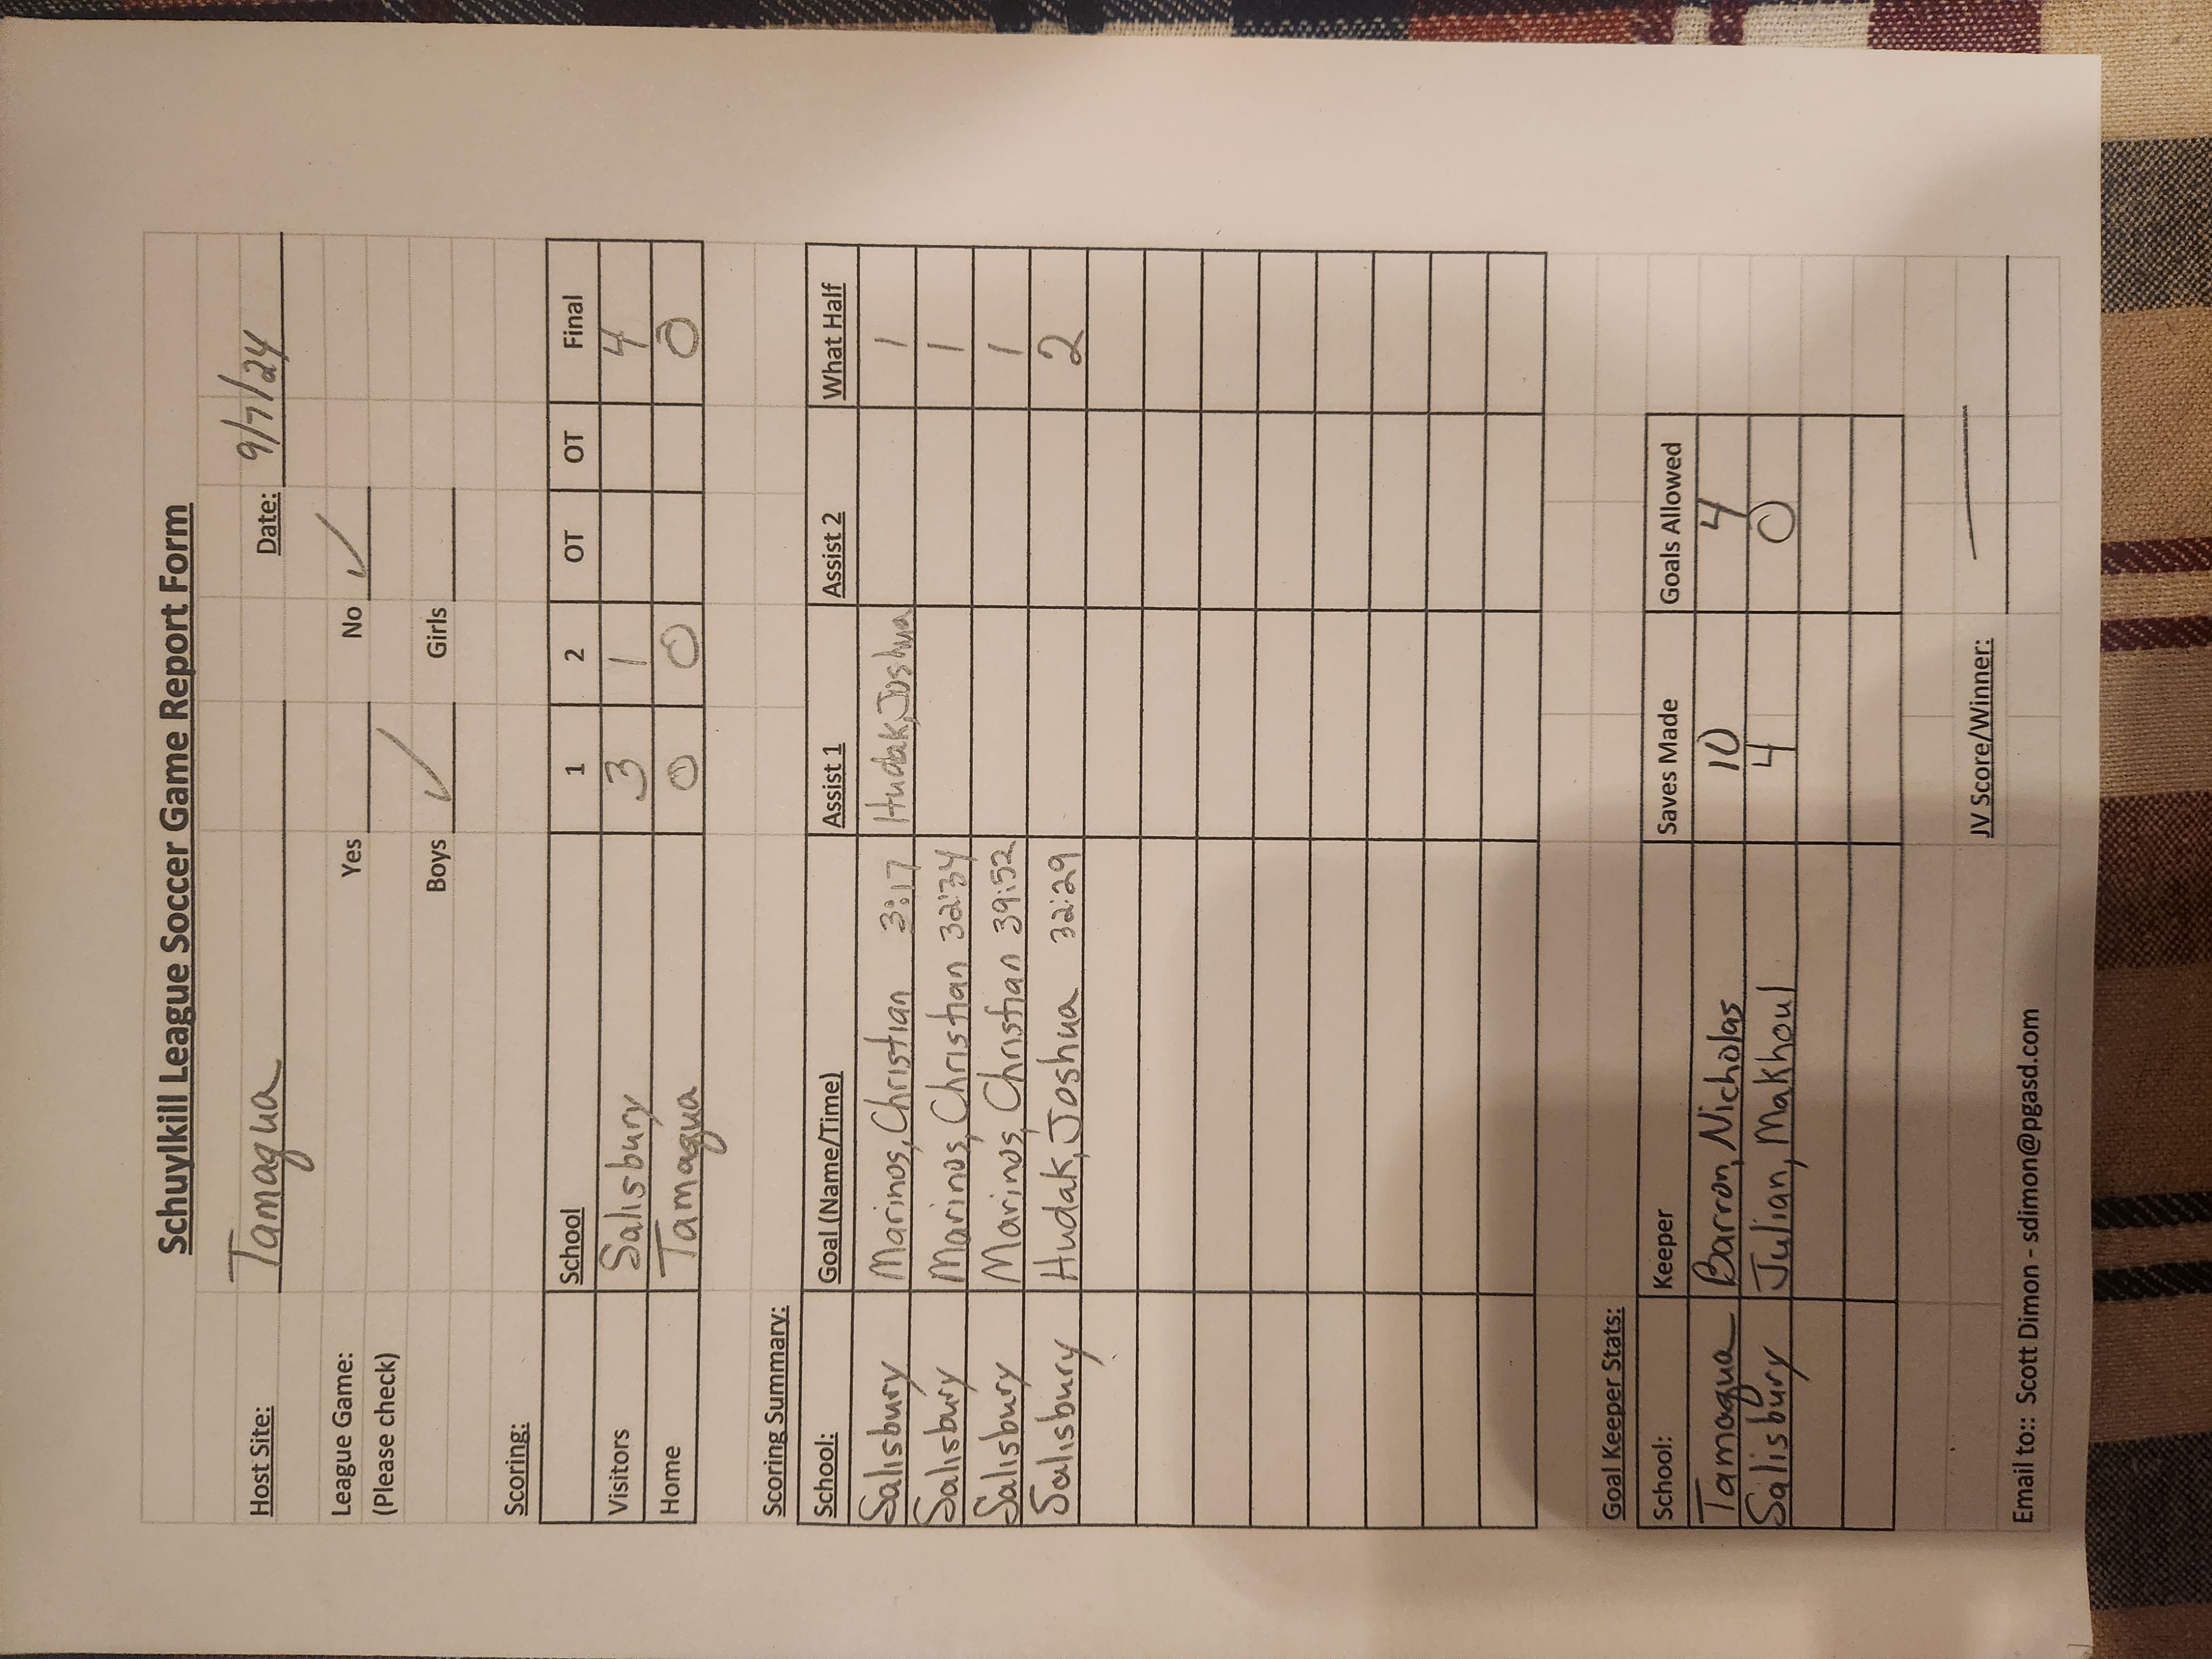 Schuylkill League Soccer Game Report Form
Host Site: Tamaqua Date: 9/7/24
League Game: Yes No ✓
(Please check)
Boys ✓ Girls
Scoring:
School 1 2 OT OT Final
Visitors Salisbury 3 1 4
Home Tamaqua 0 0 0
Scoring Summary:
School: Goal (Name/Time) Assist 1 Assist 2 What Half
Salisbury Marinos, Christian 3:17 Hudak, Joshua 1
Salisbury Marinos, Christian 32:34 1
Salisbury Marinos, Christian 39:52 1
Salisbury Hudak, Joshua 32:29 2
Goal Keeper Stats:
School: Keeper Saves Made Goals Allowed
Tamaqua Barron, Nicholas 10 4
Salisbury Julian, Makhoul 4 0
JV Score/Winner: —
Email to:: Scott Dimon - sdimon@pgasd.com